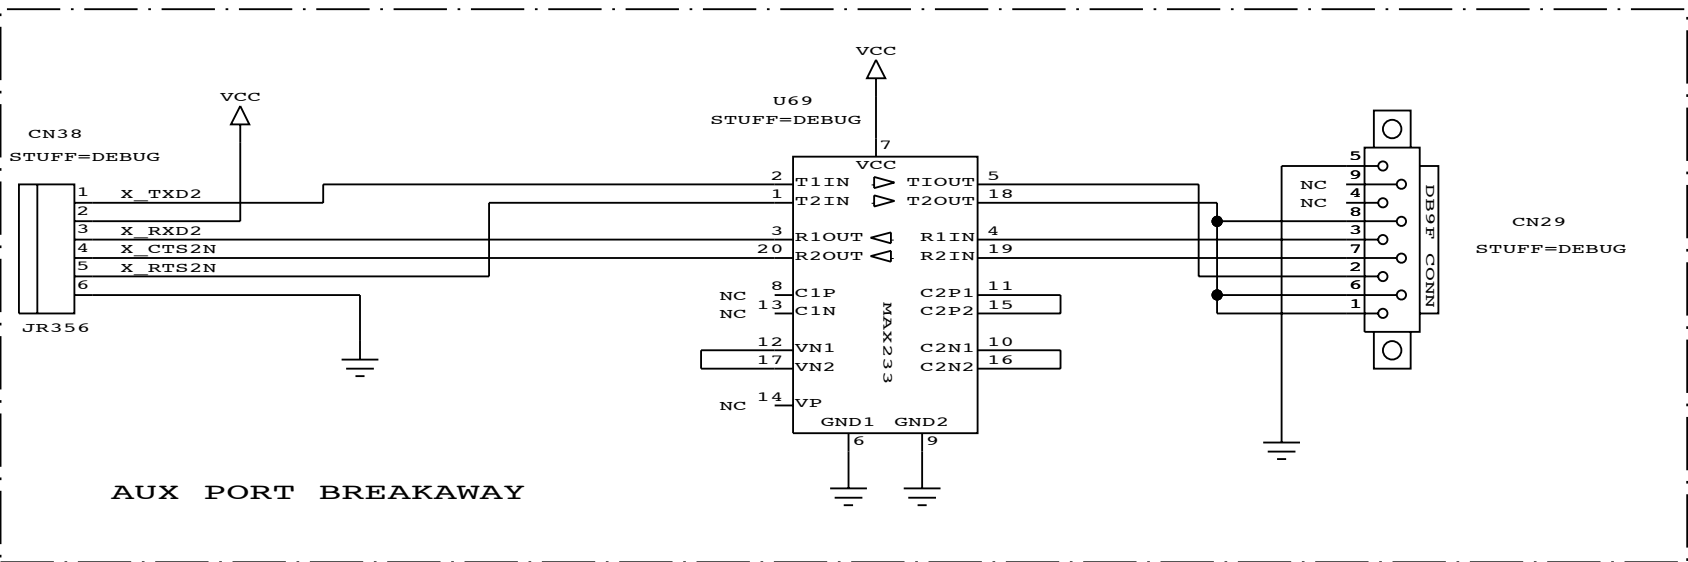 VCC
VCC
U69
STUFF=DEBUG
CN38
STUFF=DEBUG
7
VCC
1 X_TXD2
2
3 X_RXD2
4 X_CTS2N
5 X_RTS2N
6
JR356
2 T1IN TIOUT 5
1 T2IN T2OUT 18
3 R1OUT R1IN 4
20 R2OUT R2IN 19
NC 8 C1P C2P1 11
NC 13 C1N C2P2 15
MAX233
12 VN1 C2N1 10
17 VN2 C2N2 16
NC 14 VP
GND1 GND2
6 9
5
NC 9
NC 4
8
3
7
2
6
1
DB9F CONN
CN29
STUFF=DEBUG
AUX PORT BREAKAWAY